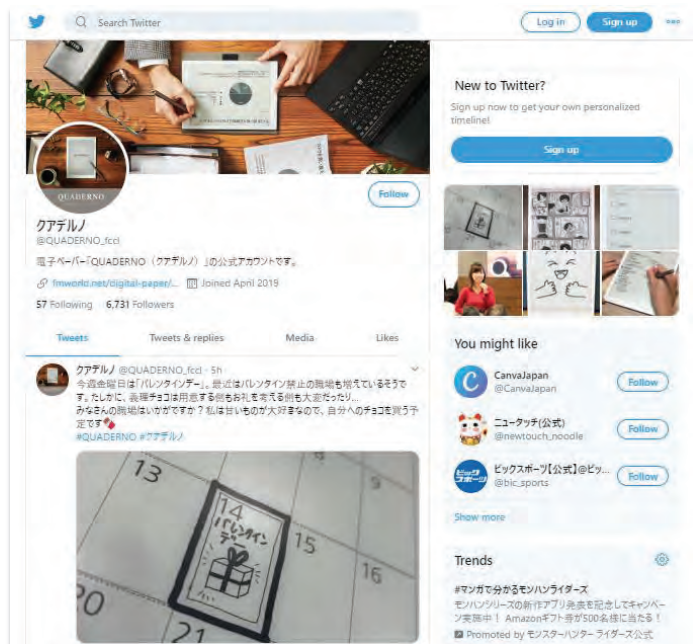 Search Twitter
Log in
Sign up
QUADERNO
Follow
クアデルノ
@QUADERNO_fccl
電子ペーパー「QUADERNO（クアデルノ）」の公式アカウントです。
fmworld.net/digital-paper/...
Joined April 2019
57 Following 6,731 Followers
Tweets
Tweets & replies
Media
Likes
クアデルノ @QUADERNO_fccl · 5h
今週金曜日は「バレンタインデー」。最近はバレンタイン禁止の職場も増えているそうで
す。たしかに、義理チョコは用意する側もお礼を考える側も大変だったり...
みなさんの職場はいかがですか？私は甘いものが大好きなので、自分へのチョコを買う予
定です
#QUADERNO #クアデルノ
13
8
9
14
バレンタイン
デー
15
16
20
21
New to Twitter?
Sign up now to get your own personalized
timeline!
Sign up
You might like
CanvaJapan
@CanvaJapan
Follow
ニュータッチ(公式)
@newtouch_noodle
Follow
ビックスポーツ【公式】@ビッ...
@bic_sports
Follow
Show more
Trends
#マンガで分かるモンハンライダーズ
モンハンシリーズの新作アプリ発表を記念してキャンペー
ン実施中！ Amazonギフト券が500名様に当たる！
Promoted by モンスターハンター ライダーズ公式